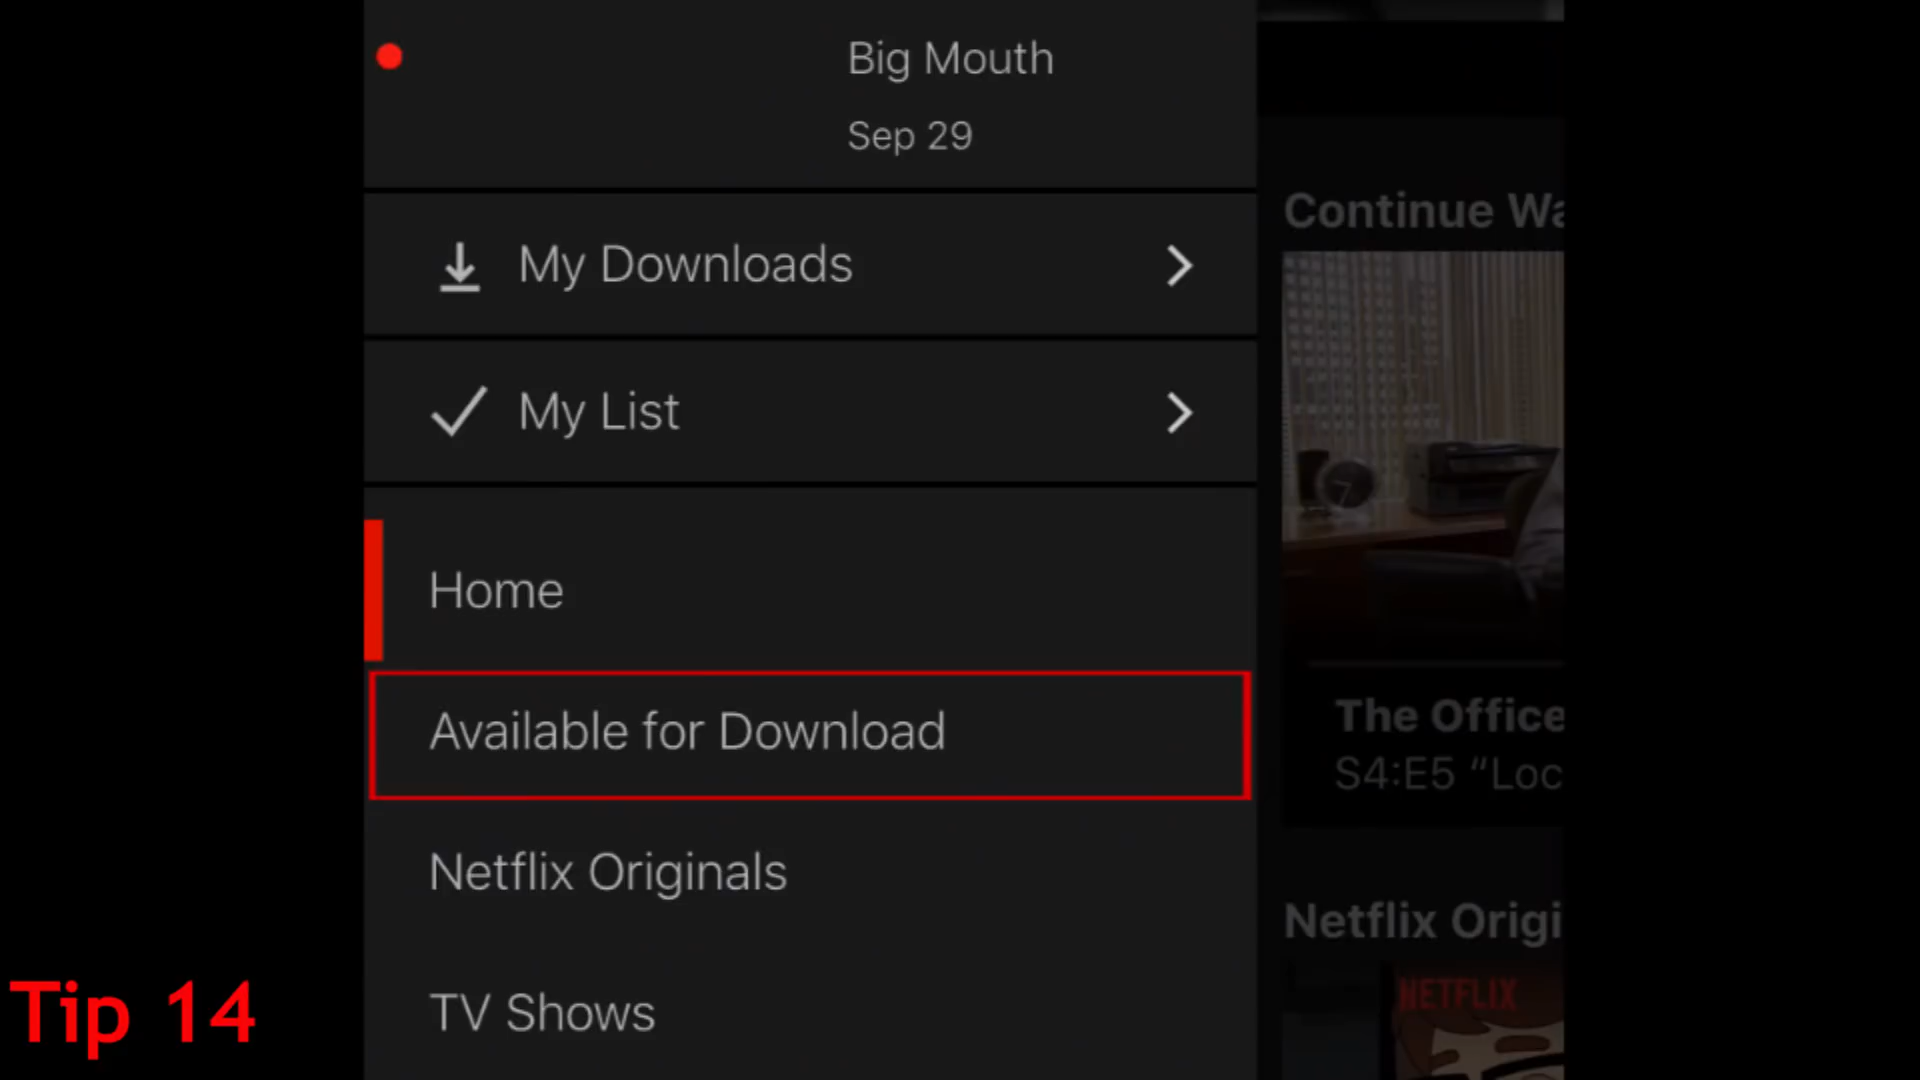 Big Mouth
Sep 29
My Downloads
My List
Home
Available for Download
Netflix Originals
TV Shows
Continue Wa
The Office
S4:E5 “Loc
Netflix Origi
NETFLIX
Tip 14